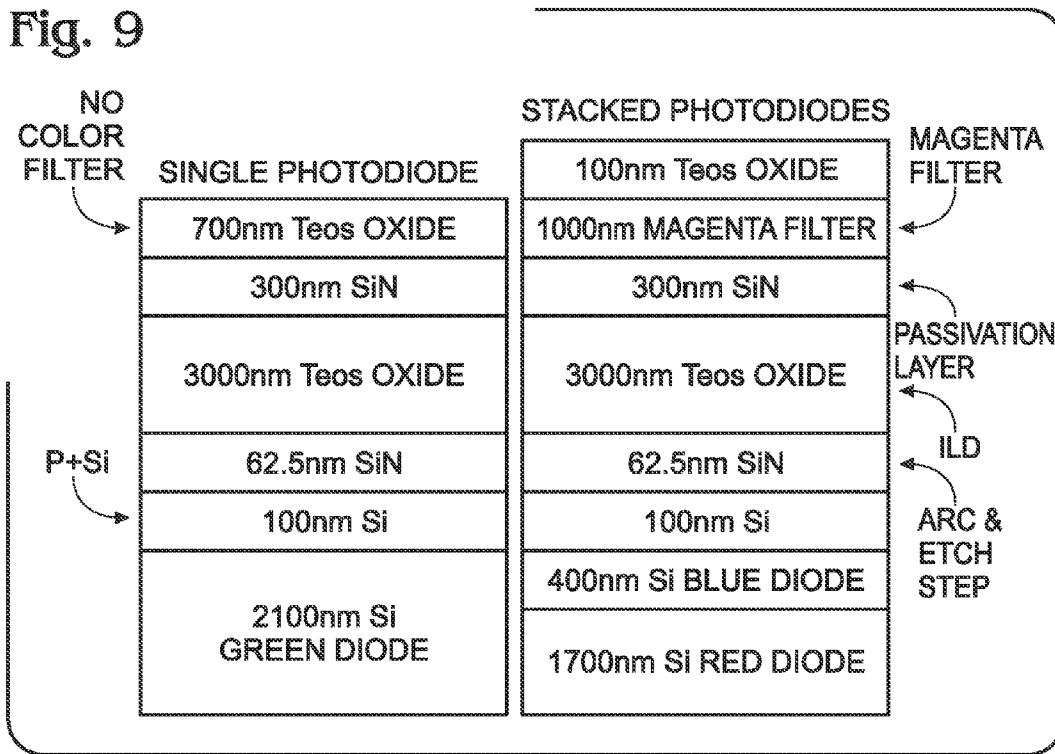 Fig. 9
NO
COLOR
FILTER
SINGLE PHOTODIODE
700nm Teos OXIDE
300nm SiN
3000nm Teos OXIDE
62.5nm SiN
100nm Si
2100nm Si
GREEN DIODE
P+Si
STACKED PHOTODIODES
100nm Teos OXIDE
1000nm MAGENTA FILTER
300nm SiN
3000nm Teos OXIDE
62.5nm SiN
100nm Si
400nm Si BLUE DIODE
1700nm Si RED DIODE
MAGENTA
FILTER
PASSIVATION
LAYER
ILD
ARC &
ETCH
STEP